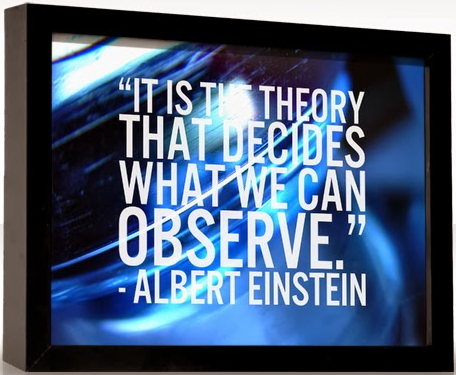 “IT IS THE THEORY
THAT DECIDES
WHAT WE CAN
OBSERVE.”
- ALBERT EINSTEIN